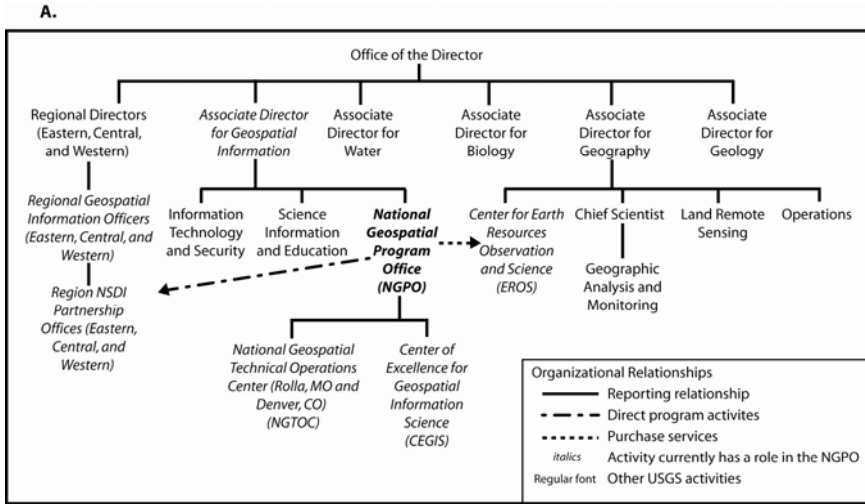 A.
Office of the Director
Regional Directors
(Eastern, Central,
and Western)
Associate Director
for Geospatial
Information
Associate
Director for
Water
Associate
Director for
Biology
Associate
Director for
Geography
Associate
Director for
Geology
Regional Geospatial
Information Officers
(Eastern, Central, and
Western)
Information
Technology
and Security
Science
Information
and Education
National
Geospatial
Program
Office
(NGPO)
Center for Earth
Resources
Observation
and Science
(EROS)
Chief Scientist
Land Remote
Sensing
Operations
Geographic
Analysis and
Monitoring
Region NSDI
Partnership
Offices (Eastern,
Central, and
Western)
National Geospatial
Technical Operations
Center (Rolla, MO and
Denver, CO)
(NGTOC)
Center of
Excellence for
Geospatial
Information
Science
(CEGIS)
Organizational Relationships
Reporting relationship
Direct program activites
Purchase services
italics Activity currently has a role in the NGPO
Regular font Other USGS activities